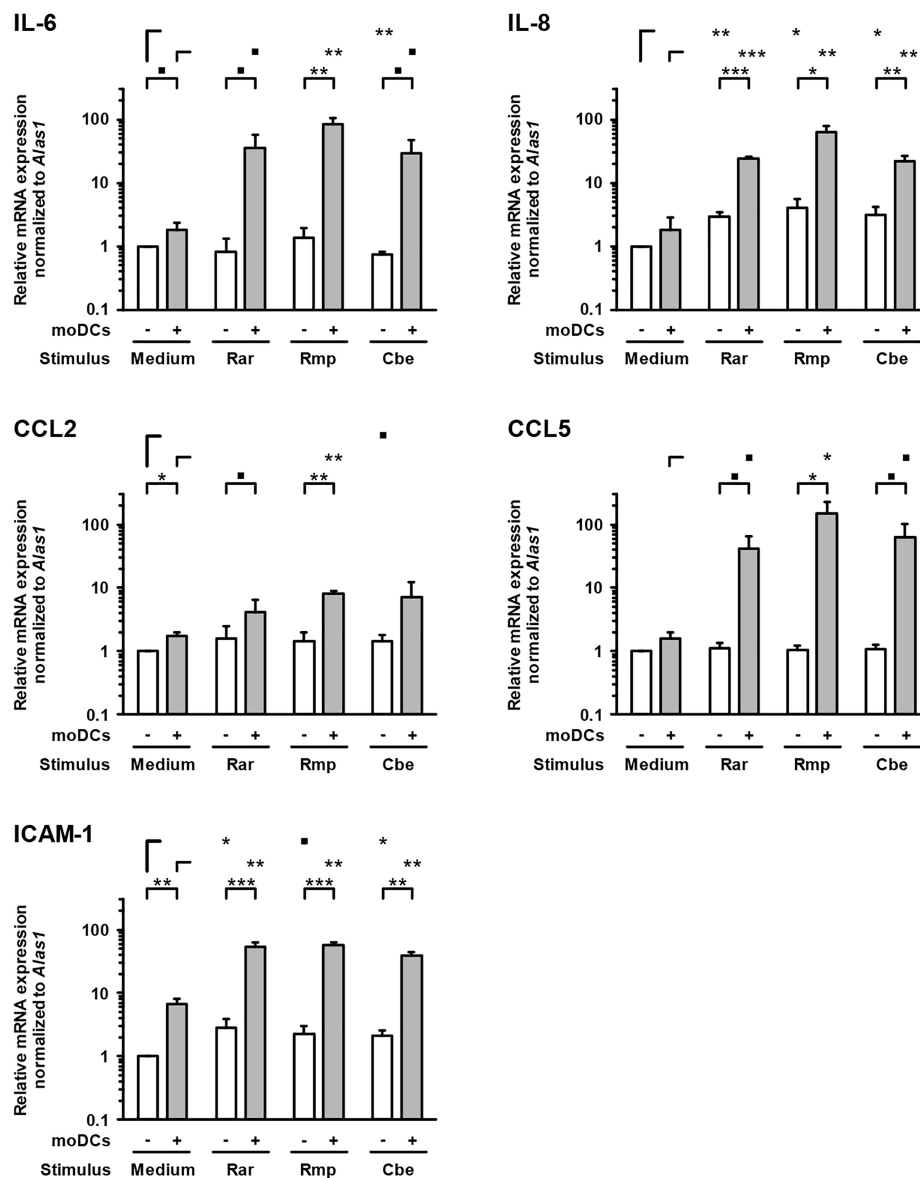 IL-6
** 
** 
** 
Relative mRNA expression
normalized to Alas1
100
10
1
0.1
moDCs - + - + - + - +
Stimulus Medium Rar Rmp Cbe
IL-8
** * *
*** ** **
*** * **
Relative mRNA expression
normalized to Alas1
100
10
1
0.1
moDCs - + - + - + - +
Stimulus Medium Rar Rmp Cbe
CCL2
**
* **
Relative mRNA expression
normalized to Alas1
100
10
1
0.1
moDCs - + - + - + - +
Stimulus Medium Rar Rmp Cbe
CCL5
*
*
Relative mRNA expression
normalized to Alas1
100
10
1
0.1
moDCs - + - + - + - +
Stimulus Medium Rar Rmp Cbe
ICAM-1
* *
** ** **
** *** *** **
Relative mRNA expression
normalized to Alas1
100
10
1
0.1
moDCs - + - + - + - +
Stimulus Medium Rar Rmp Cbe